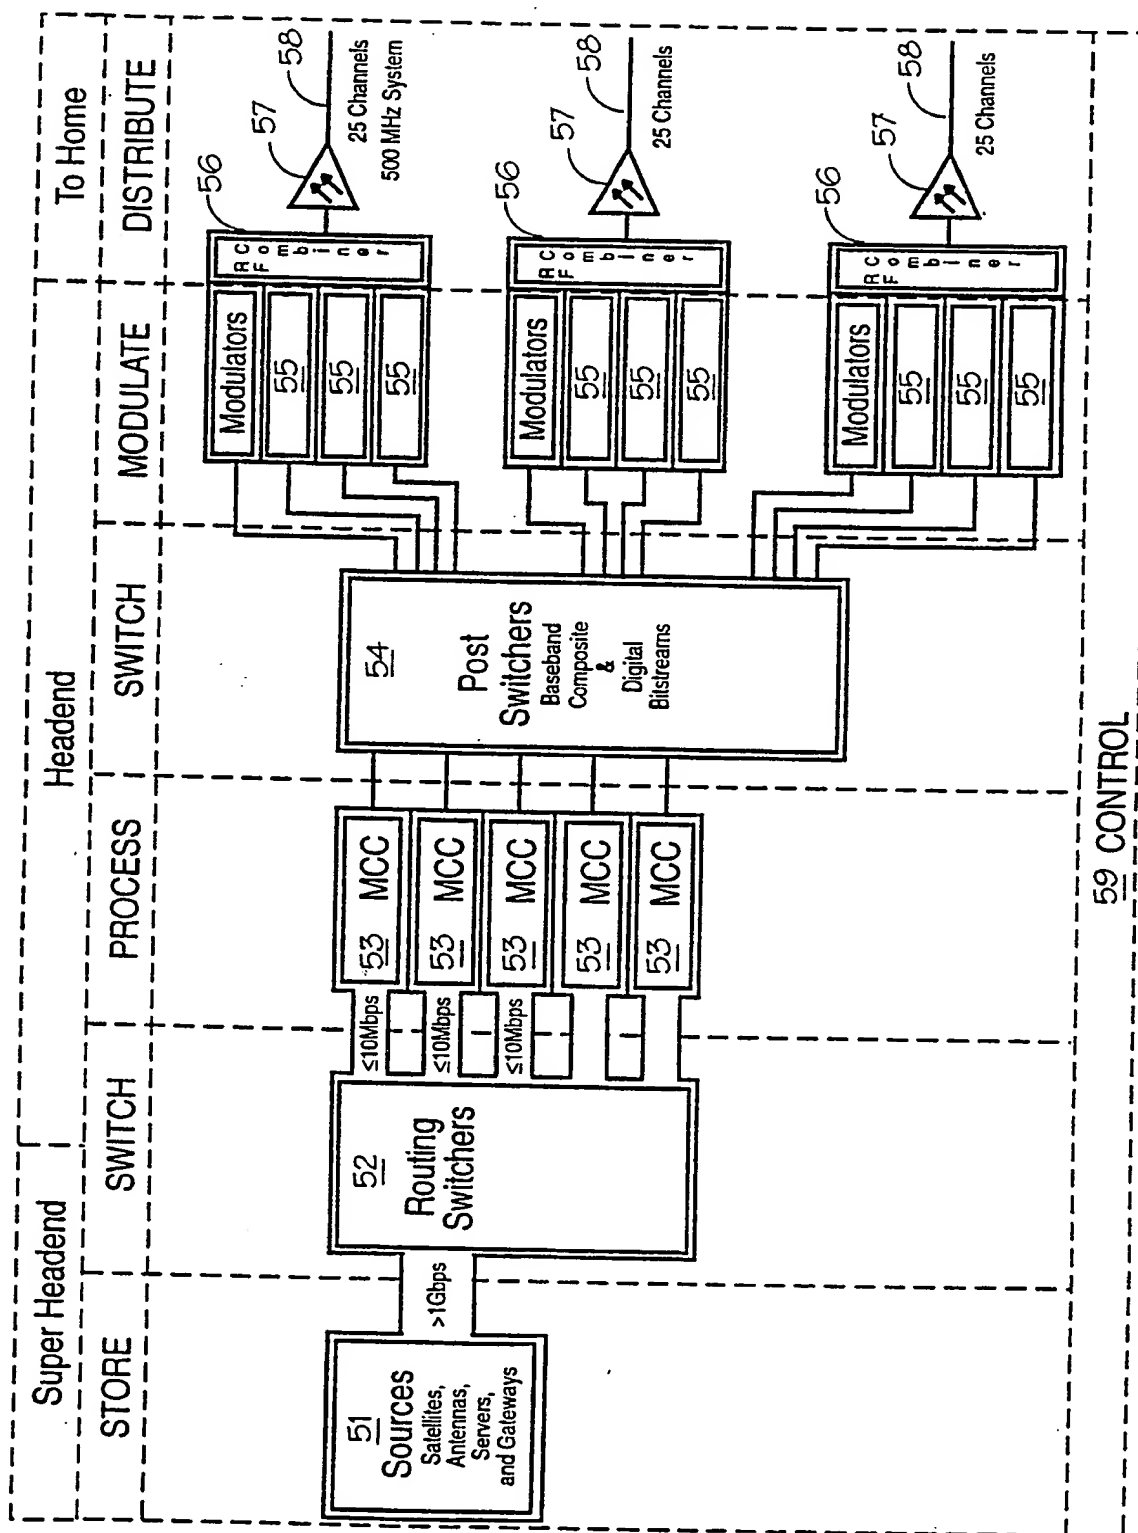 Super Headend
Headend
To Home
STORE
SWITCH
PROCESS
SWITCH
MODULATE
DISTRIBUTE
51
Sources
Satellites,
Antennas,
Servers,
and Gateways
>1Gbps
52
Routing
Switchers
≤10Mbps
≤10Mbps
≤10Mbps
53 MCC
53 MCC
53 MCC
53 MCC
53 MCC
54
Post
Switchers
Baseband
Composite
&
Digital
Bitstreams
Modulators
55
55
55
RF
Combiner
56
57
58
25 Channels
500 MHz System
Modulators
55
55
55
RF
Combiner
56
57
58
25 Channels
Modulators
55
55
55
RF
Combiner
56
57
58
25 Channels
59 CONTROL